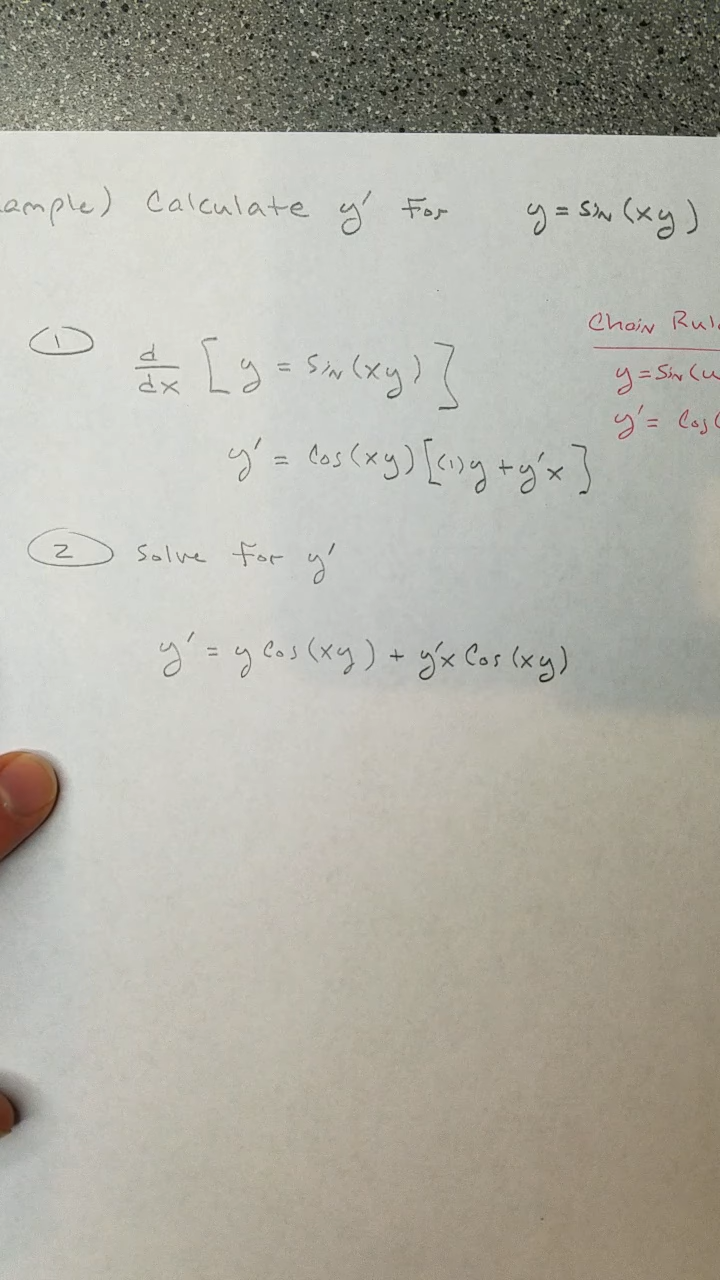 ample) Calculate y' For y = Sin (xy)
① d/dx [y = Sin (xy)]
y' = Cos(xy) [(1)y + y'x]
② Solve for y'
y' = y Cos(xy) + y'x Cos(xy)
Chain Rul
y = Sin(u
y' = Cos(